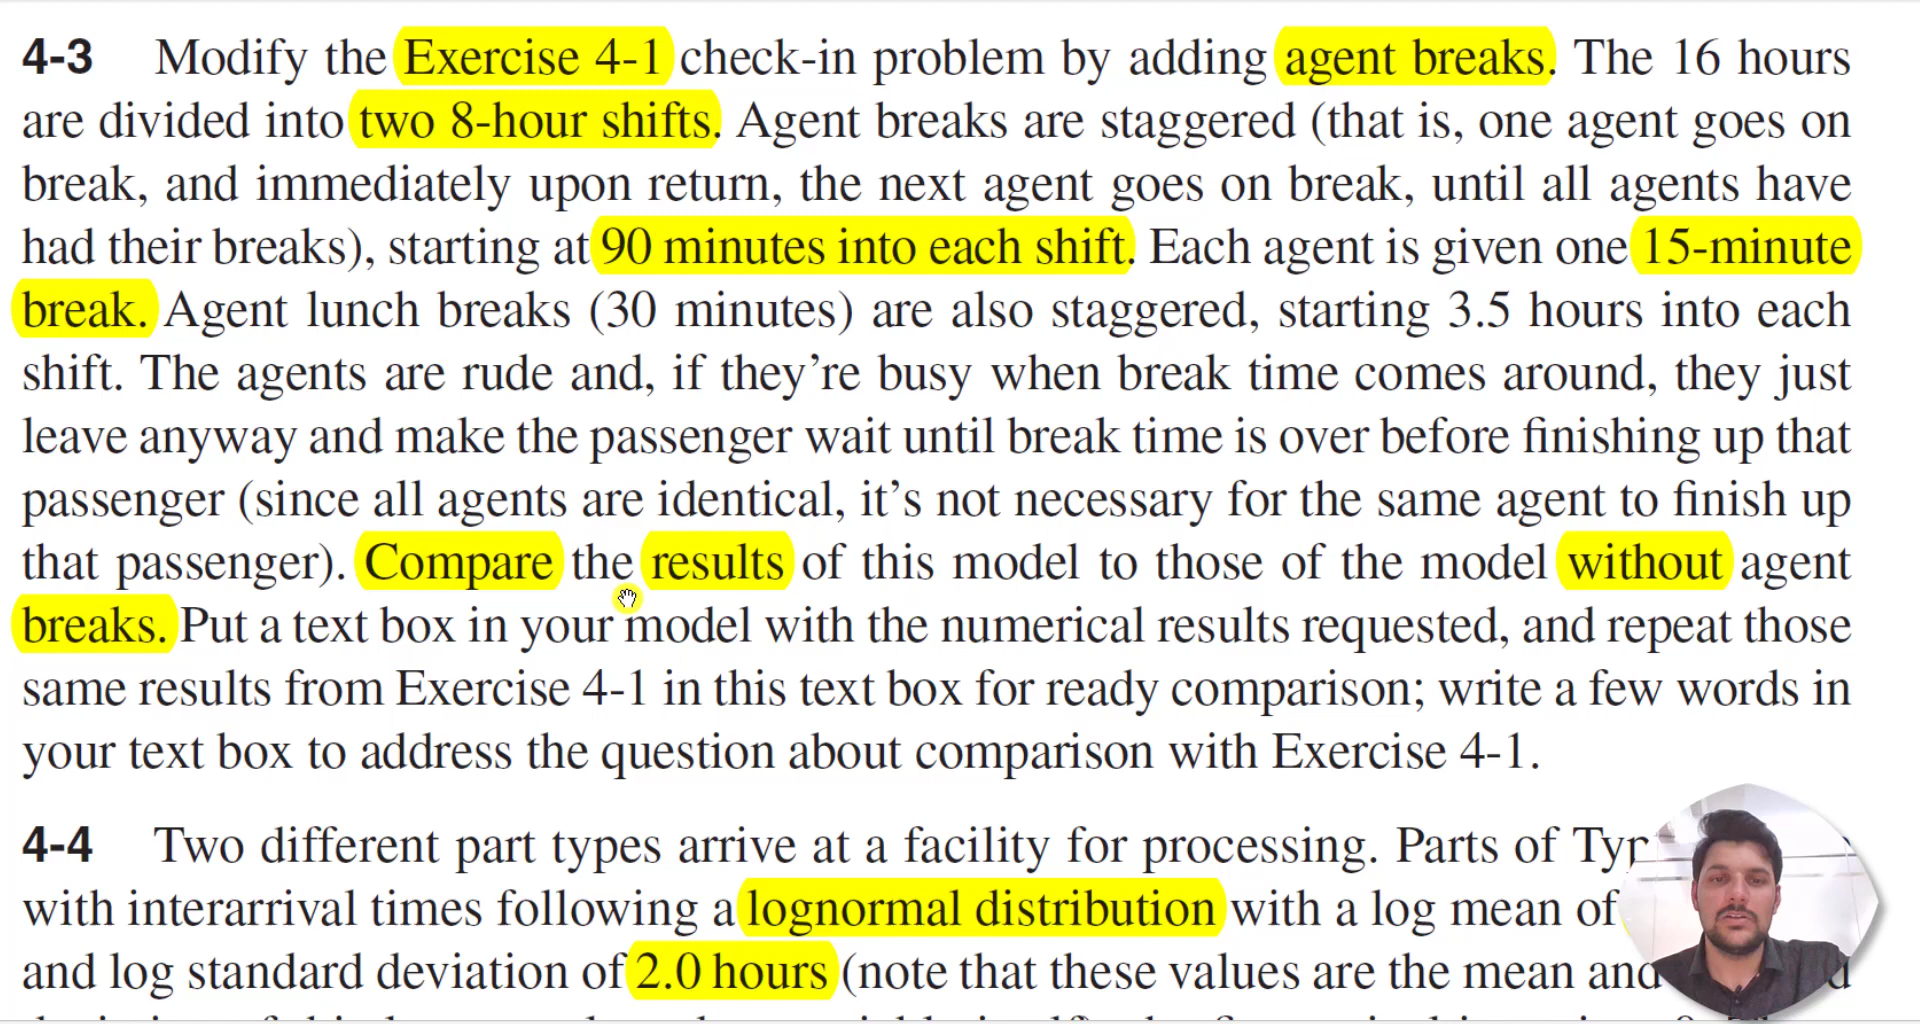 4-3 Modify the Exercise 4-1 check-in problem by adding agent breaks. The 16 hours
are divided into two 8-hour shifts. Agent breaks are staggered (that is, one agent goes on
break, and immediately upon return, the next agent goes on break, until all agents have
had their breaks), starting at 90 minutes into each shift. Each agent is given one 15-minute
break. Agent lunch breaks (30 minutes) are also staggered, starting 3.5 hours into each
shift. The agents are rude and, if they’re busy when break time comes around, they just
leave anyway and make the passenger wait until break time is over before finishing up that
passenger (since all agents are identical, it’s not necessary for the same agent to finish up
that passenger). Compare the results of this model to those of the model without agent
breaks. Put a text box in your model with the numerical results requested, and repeat those
same results from Exercise 4-1 in this text box for ready comparison; write a few words in
your text box to address the question about comparison with Exercise 4-1.
4-4 Two different part types arrive at a facility for processing. Parts of
with interarrival times following a lognormal distribution with a log mean of
and log standard deviation of 2.0 hours (note that these values are the mean and